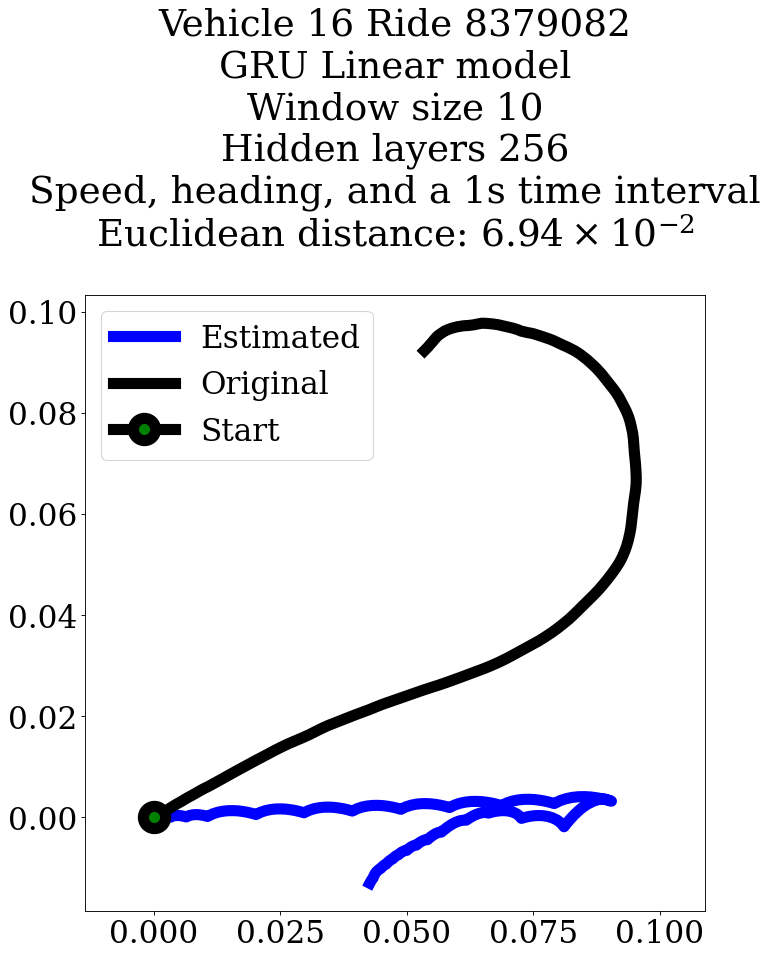 Vehicle 16 Ride 8379082
GRU Linear model
Window size 10
Hidden layers 256
Speed, heading, and a 1s time interval
Euclidean distance: 6.94 × 10⁻²
Estimated
Original
Start
0.10
0.08
0.06
0.04
0.02
0.00
0.000 0.025 0.050 0.075 0.100